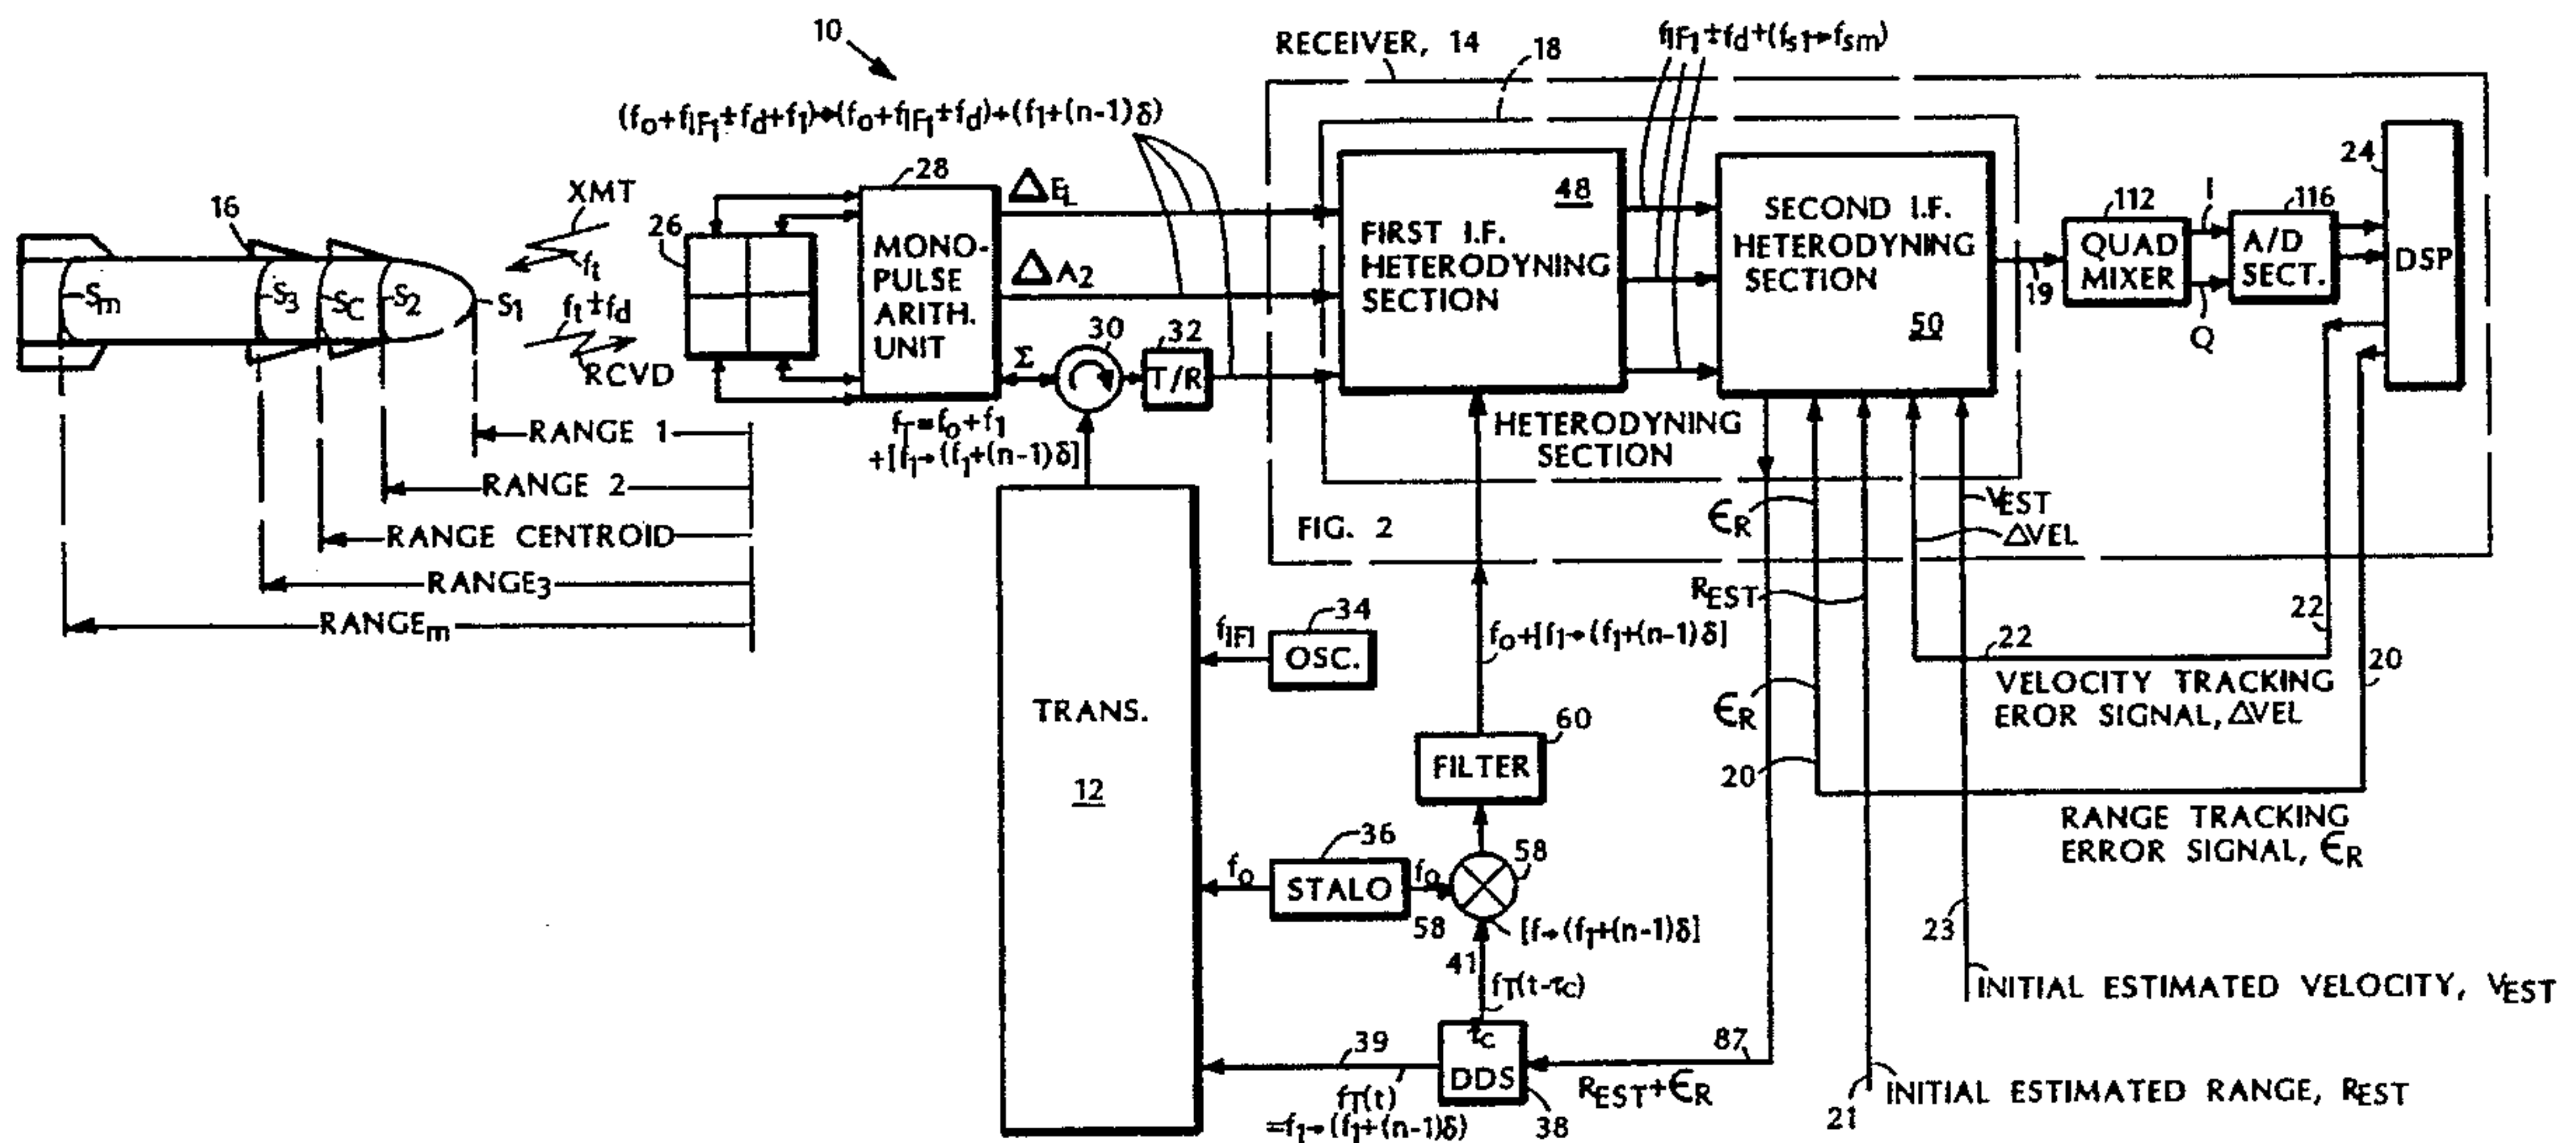 10
RECEIVER, 14
fIF1±fd+(fs1→fsm)
18
(fo+fIF1±fd+f1)→(fo+fIF1±fd)+(f1+(n-1)δ)
16
XMT
ft
ft±fd
RCVD
Sm
S3
SC
S2
S1
26
28
MONO-
PULSE
ARITH.
UNIT
ΔEL
ΔA2
Σ
30
32
T/R
48
FIRST I.F.
HETERODYNING
SECTION
SECOND I.F.
HETERODYNING
SECTION
50
19
112
QUAD
MIXER
I
Q
116
A/D
SECT.
24
DSP
HETERODYNING
SECTION
FIG. 2
fT=fo+f1
+[f1→(f1+(n-1)δ]
RANGE 1
RANGE 2
RANGE CENTROID
RANGE3
RANGEm
TRANS.
12
fIF1
34
OSC.
fo+[f1→(f1+(n-1)δ]
60
FILTER
36
fo
STALO
fo
58
58
[f→(f1+(n-1)δ]
41
fT(t-τc)
τc
DDS
38
39
fT(t)
=f1→(f1+(n-1)δ)
87
REST+ЄR
ЄR
VEST
ΔVEL
REST
ЄR
20
22
22
20
VELOCITY TRACKING
EROR SIGNAL, ΔVEL
RANGE TRACKING
ERROR SIGNAL, ЄR
23
INITIAL ESTIMATED VELOCITY, VEST
21
INITIAL ESTIMATED RANGE, REST